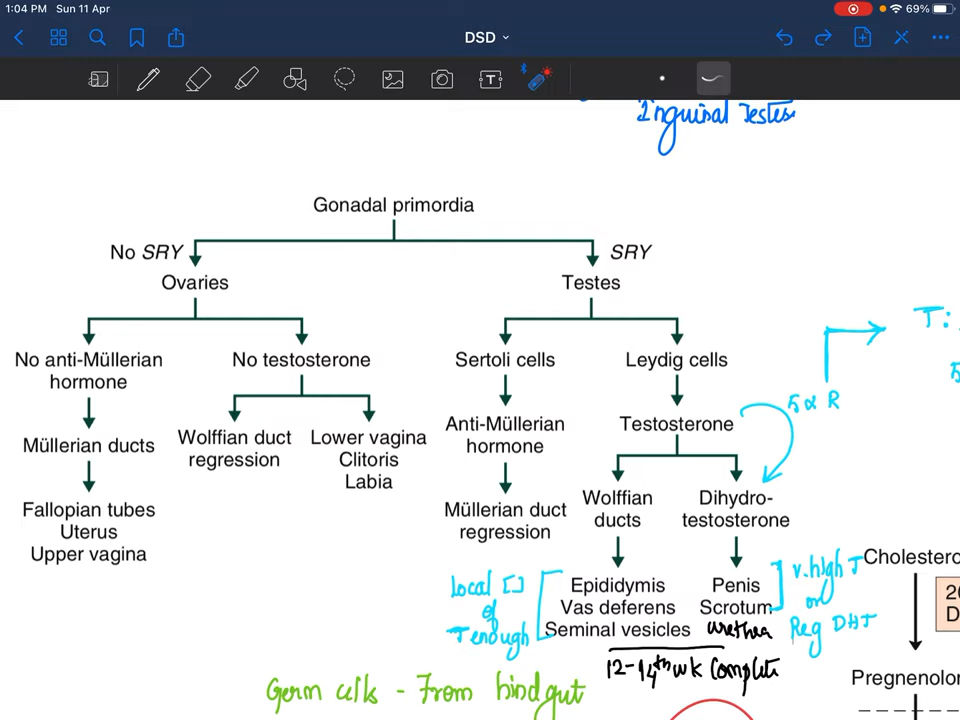 1:04 PM Sun 11 Apr
69%
DSD
T
Inguinal Testes
Gonadal primordia
No SRY
SRY
Ovaries
Testes
No anti-Müllerian
hormone
No testosterone
Sertoli cells
Leydig cells
T:
5α R
Müllerian ducts
Wolffian duct
regression
Lower vagina
Clitoris
Labia
Anti-Müllerian
hormone
Testosterone
Fallopian tubes
Uterus
Upper vagina
Müllerian duct
regression
Wolffian
ducts
Dihydro-
testosterone
Local []
of
T enough
Epididymis
Vas deferens
Seminal vesicles
Penis
Scrotum
urethra
v.high T
or
Reg DHT
12-14th wk Complete
Germ cells - From hindgut
Cholestero
20
D
Pregnenolon